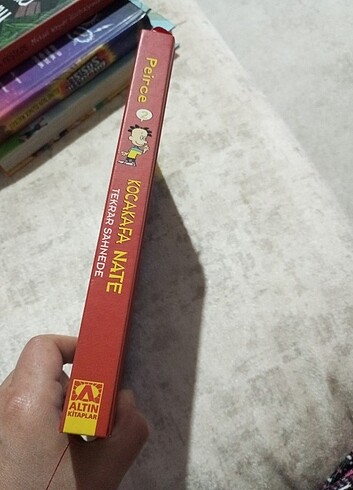 Peirce
KOCAKAFA NATE
TEKRAR SAHNEDE
ALTIN
KİTAPLAR